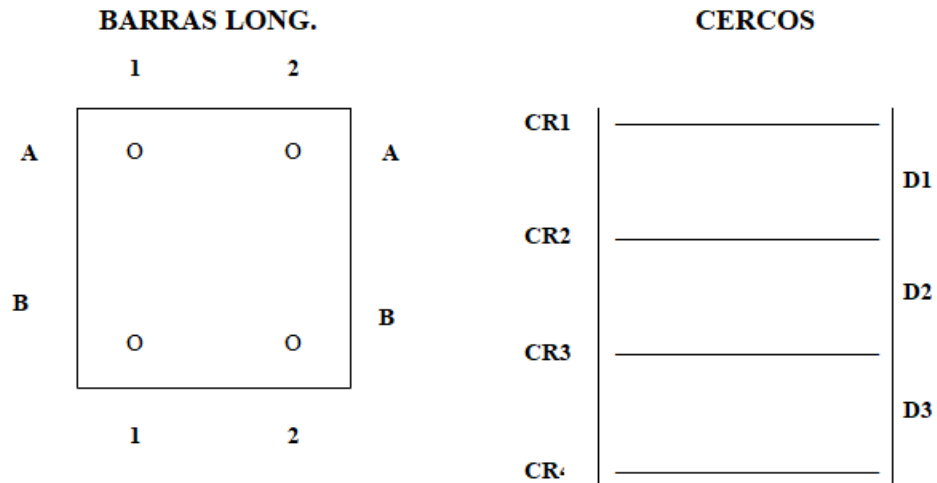 BARRAS LONG.
CERCOS
1 2
A O O A
B B
O O
1 2
CR1
D1
CR2
D2
CR3
D3